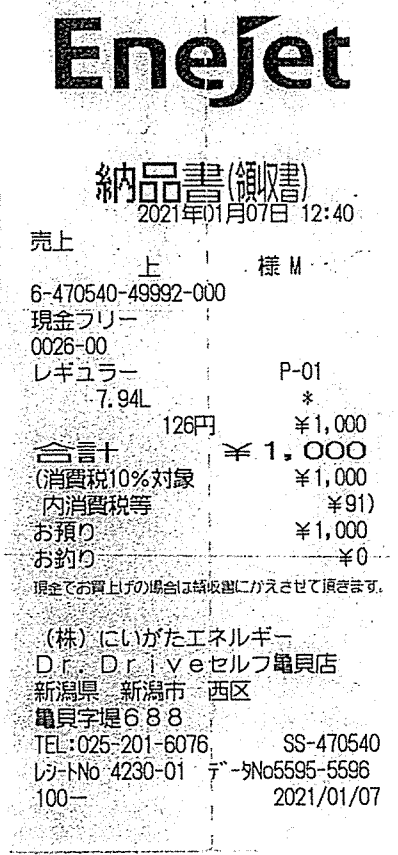 Enejet
納品書(領収書)
2021年01月07日 12:40
売上
上 様 M
6-470540-49992-000
現金フリー
0026-00
レギュラー P-01
7.94L *
126円 ¥1,000
合計 ¥1,000
(消費税10%対象 ¥1,000
内消費税等 ¥91)
お預り ¥1,000
お釣り ¥0
現金でお買上げの場合は領収書にかえさせて頂きます。
(株)にいがたエネルギー
Dr.Driveセルフ亀貝店
新潟県 新潟市 西区
亀貝字堤688
TEL:025-201-6076 SS-470540
レシートNo 4230-01 データNo5595-5596
100ー 2021/01/07